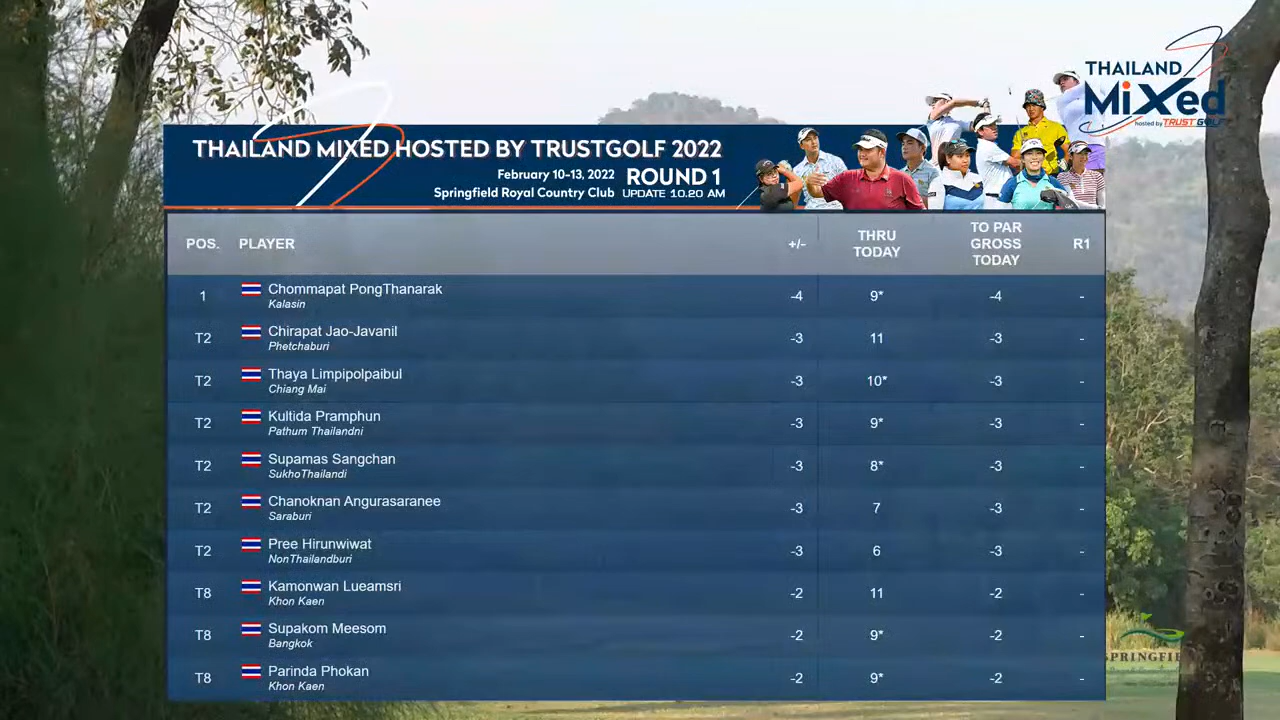 THAILAND
MiXed
hosted by TRUST GOLF
THAILAND MIXED HOSTED BY TRUSTGOLF 2022
February 10-13, 2022 ROUND 1
Springfield Royal Country Club UPDATE 10.20 AM
POS. PLAYER +/- THRU TODAY TO PAR GROSS TODAY R1
1 Chommapat PongThanarak -4 9* -4 -
Kalasin
T2 Chirapat Jao-Javanil -3 11 -3 -
Phetchaburi
T2 Thaya Limpipolpaibul -3 10* -3 -
Chiang Mai
T2 Kultida Pramphun -3 9* -3 -
Pathum Thailandni
T2 Supamas Sangchan -3 8* -3 -
SukhoThailandi
T2 Chanoknan Angurasaranee -3 7 -3 -
Saraburi
T2 Pree Hirunwiwat -3 6 -3 -
NonThailandburi
T8 Kamonwan Lueamsri -2 11 -2 -
Khon Kaen
T8 Supakom Meesom -2 9* -2 -
Bangkok
T8 Parinda Phokan -2 9* -2 -
Khon Kaen
SPRINGFIE